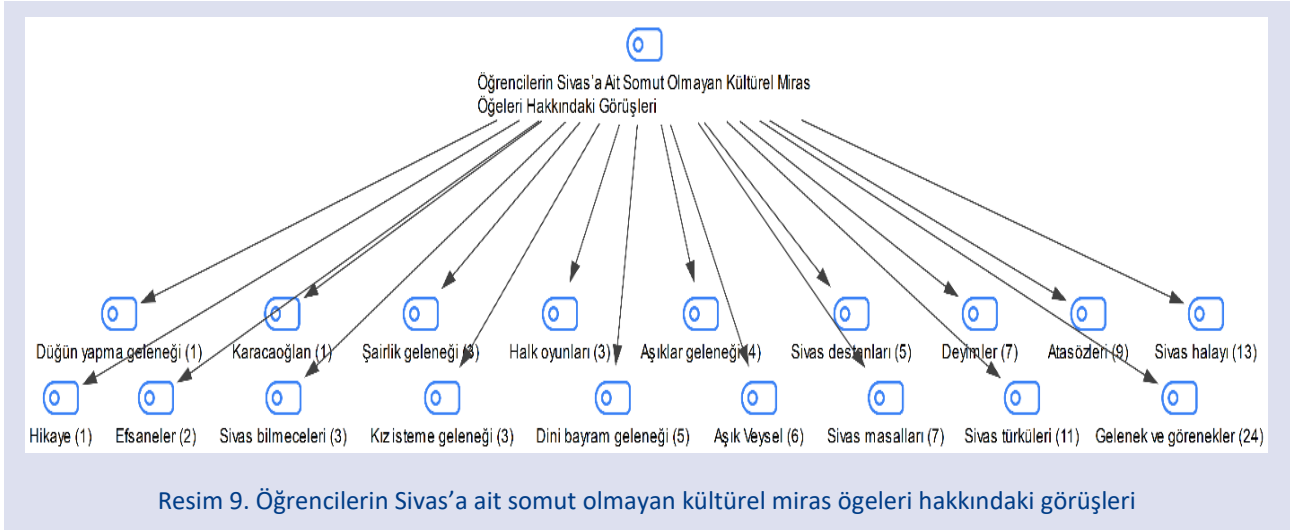 Öğrencilerin Sivas'a Ait Somut Olmayan Kültürel Miras
Öğeleri Hakkındaki Görüşleri
Düğün yapma geleneği (1) Karacaoğlan (1) Şairlik geleneği (3) Halk oyunları (3) Aşıklar geleneği (4) Sivas destanları (5) Deyimler (7) Atasözleri (9) Sivas halayı (13)
Hikaye (1) Efsaneler (2) Sivas bilmeceleri (3) Kız isteme geleneği (3) Dini bayram geleneği (5) Aşık Veysel (6) Sivas masalları (7) Sivas türküleri (11) Gelenek ve görenekler (24)
Resim 9. Öğrencilerin Sivas'a ait somut olmayan kültürel miras ögeleri hakkındaki görüşleri